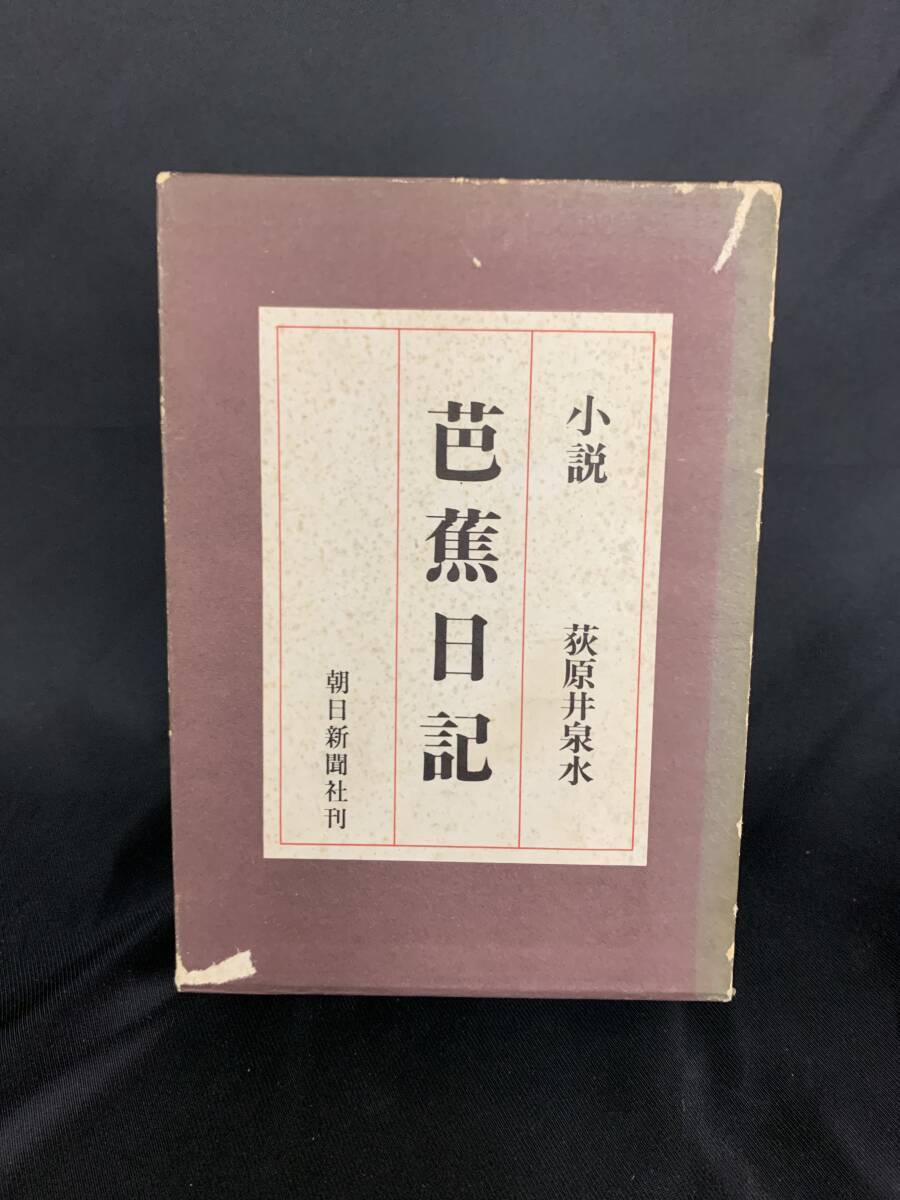 小説　荻原井泉水
芭蕉日記
朝日新聞社刊